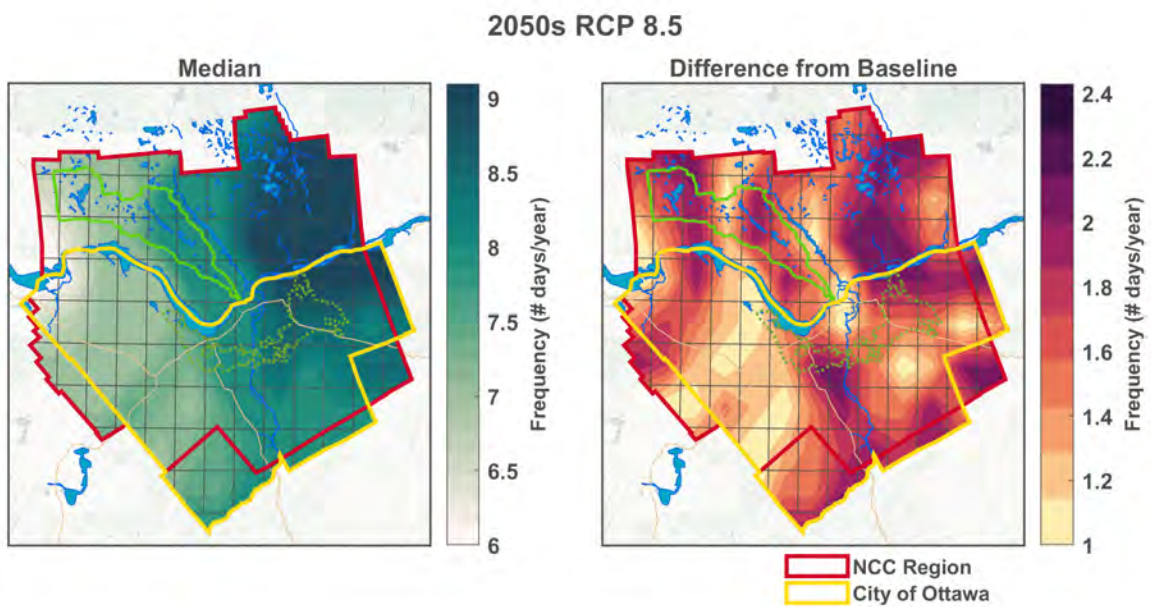 2050s RCP 8.5
Median
Difference from Baseline
9
8.5
8
7.5
7
6.5
6
Frequency (# days/year)
2.4
2.2
2
1.8
1.6
1.4
1.2
1
Frequency (# days/year)
NCC Region
City of Ottawa